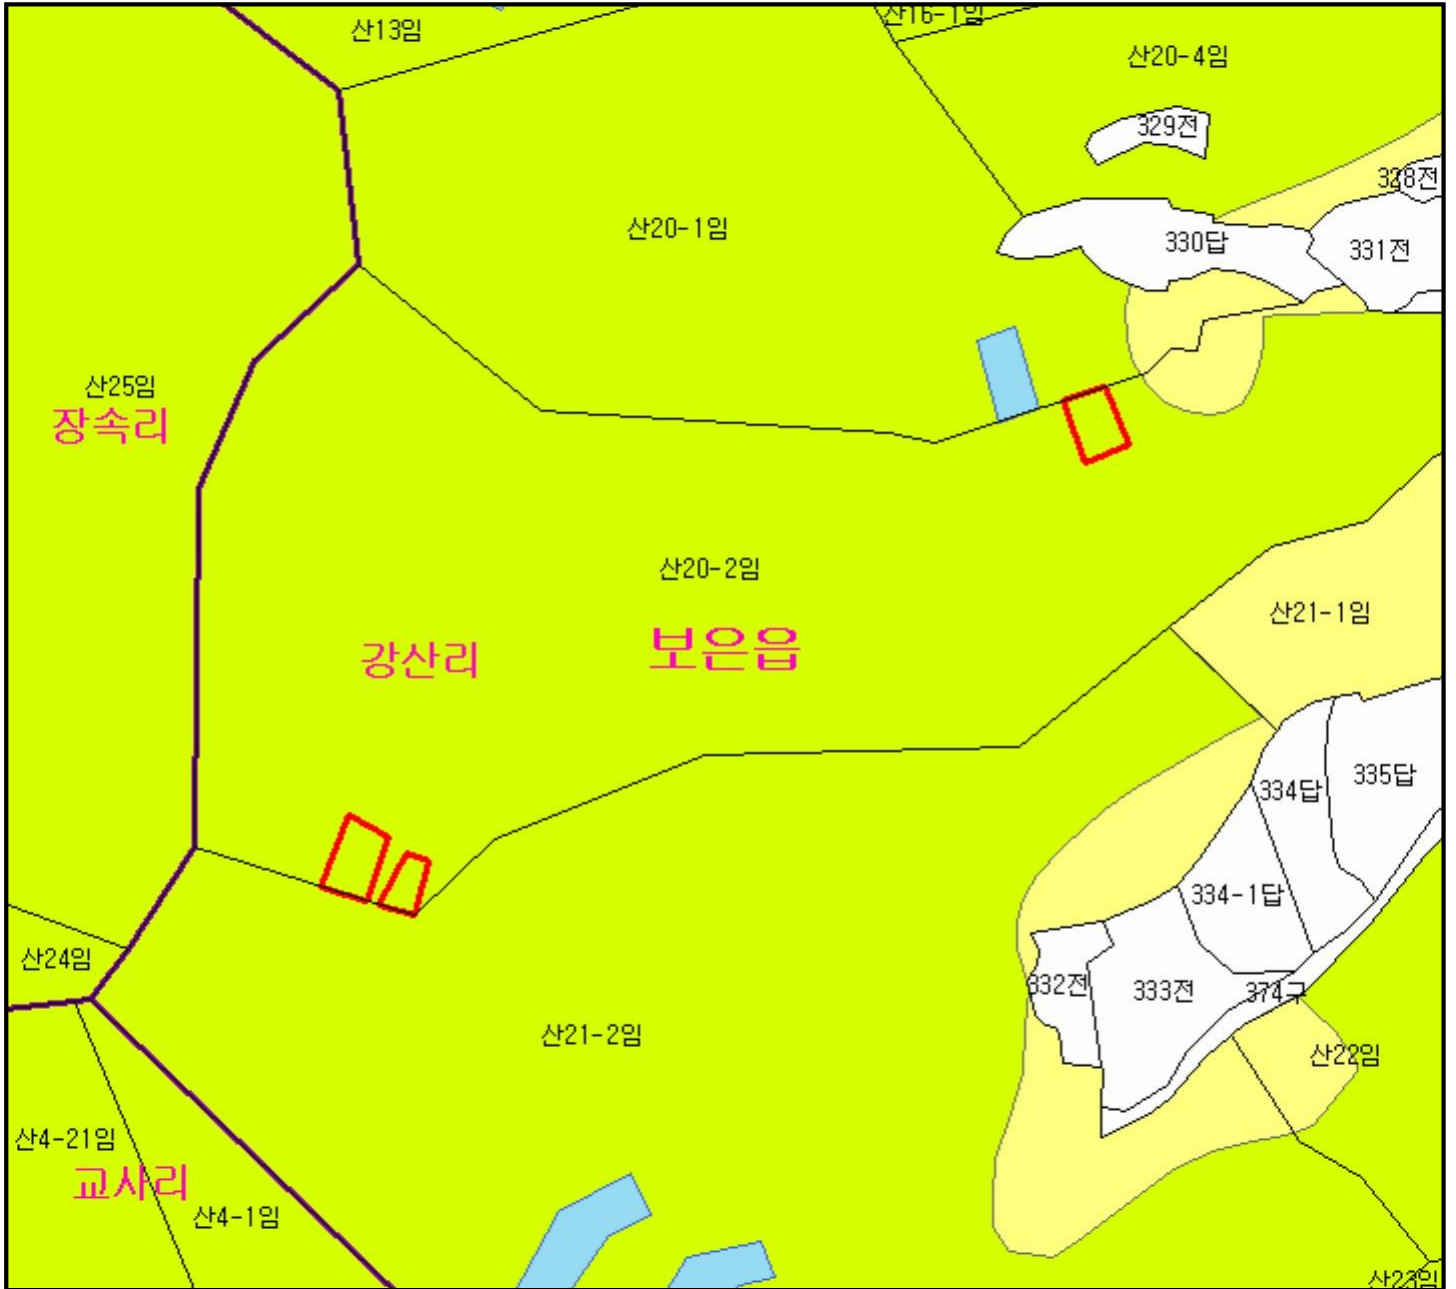 산13임
산16-1임
산20-4임
329전
328전
산20-1임
330답
331전
산25임
장속리
산20-2임
산21-1임
강산리
보은읍
335답
334답
334-1답
산24임
332전
333전
374구
산21-2임
산22임
산4-21임
교사리
산4-1임
산23임